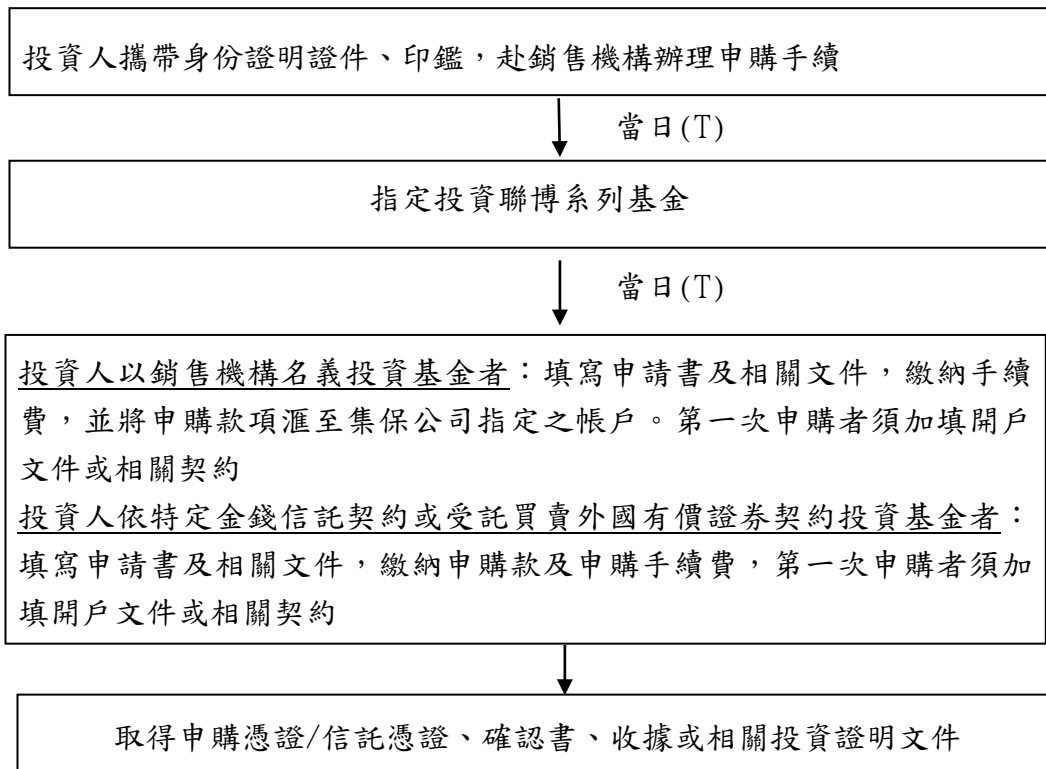 投資人攜帶身份證明證件、印鑑，赴銷售機構辦理申購手續
當日(T)
指定投資聯博系列基金
當日(T)
投資人以銷售機構名義投資基金者：填寫申請書及相關文件，繳納手續
費，並將申購款項滙至集保公司指定之帳戶。第一次申購者須加填開戶
文件或相關契約
投資人依特定金錢信託契約或受託買賣外國有價證券契約投資基金者：
填寫申請書及相關文件，繳納申購款及申購手續費，第一次申購者須加
填開戶文件或相關契約
取得申購憑證/信託憑證、確認書、收據或相關投資證明文件